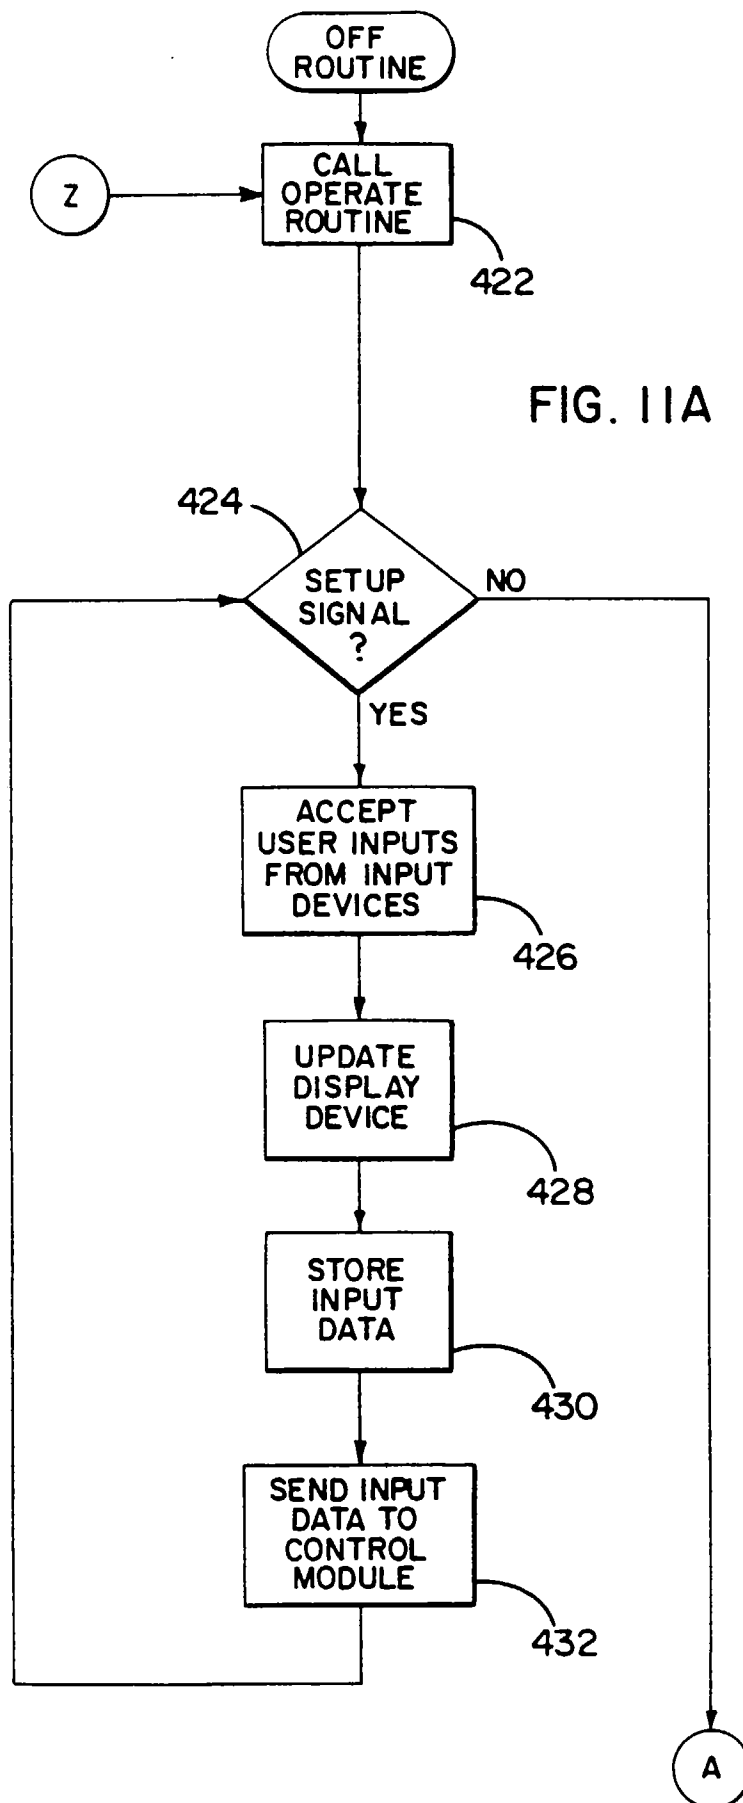 OFF
ROUTINE
CALL
OPERATE
ROUTINE
Z
422
FIG. 11A
424
SETUP
SIGNAL
?
NO
YES
ACCEPT
USER INPUTS
FROM INPUT
DEVICES
426
UPDATE
DISPLAY
DEVICE
428
STORE
INPUT
DATA
430
SEND INPUT
DATA TO
CONTROL
MODULE
432
A